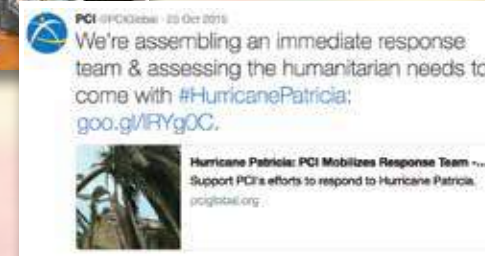 PCI @PCIGlobal · 23 Oct 2015
We're assembling an immediate response
team & assessing the humanitarian needs to
come with #HurricanePatricia:
goo.gl/lRYg0C.
Hurricane Patricia: PCI Mobilizes Response Team -...
Support PCI's efforts to respond to Hurricane Patricia.
pciglobal.org